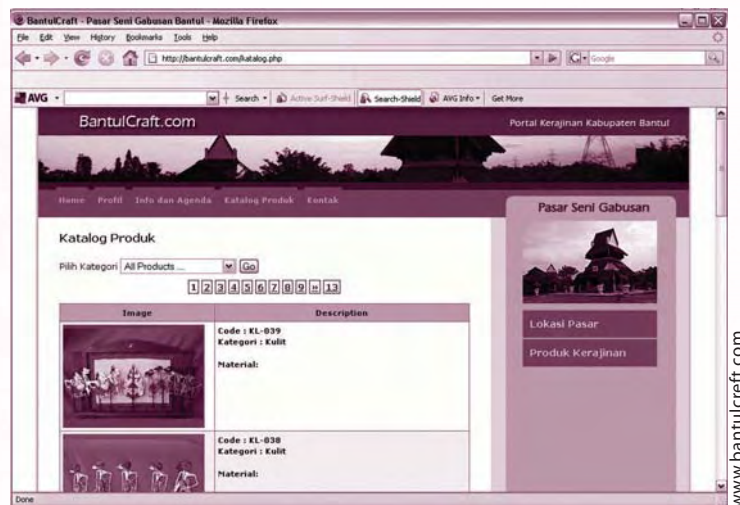 BantulCraft - Pasar Seni Gabusan Bantul - Mozilla Firefox
File Edit View History Bookmarks Tools Help
http://bantulcraft.com/katalog.php
Google
AVG Search Active Surf-Shield Search-Shield AVG Info Get More
BantulCraft.com
Portal Kerajinan Kabupaten Bantul
Home Profil Info dan Agenda Katalog Produk Kontak
Pasar Seni Gabusan
Katalog Produk
Pilih Kategori All Products ... Go
1 2 3 4 5 6 7 8 9 » 13
Image Description
Code : KL-039
Kategori : Kulit
Material:
Code : KL-038
Kategori : Kulit
Material:
Lokasi Pasar
Produk Kerajinan
Done
www.bantulcreft.com